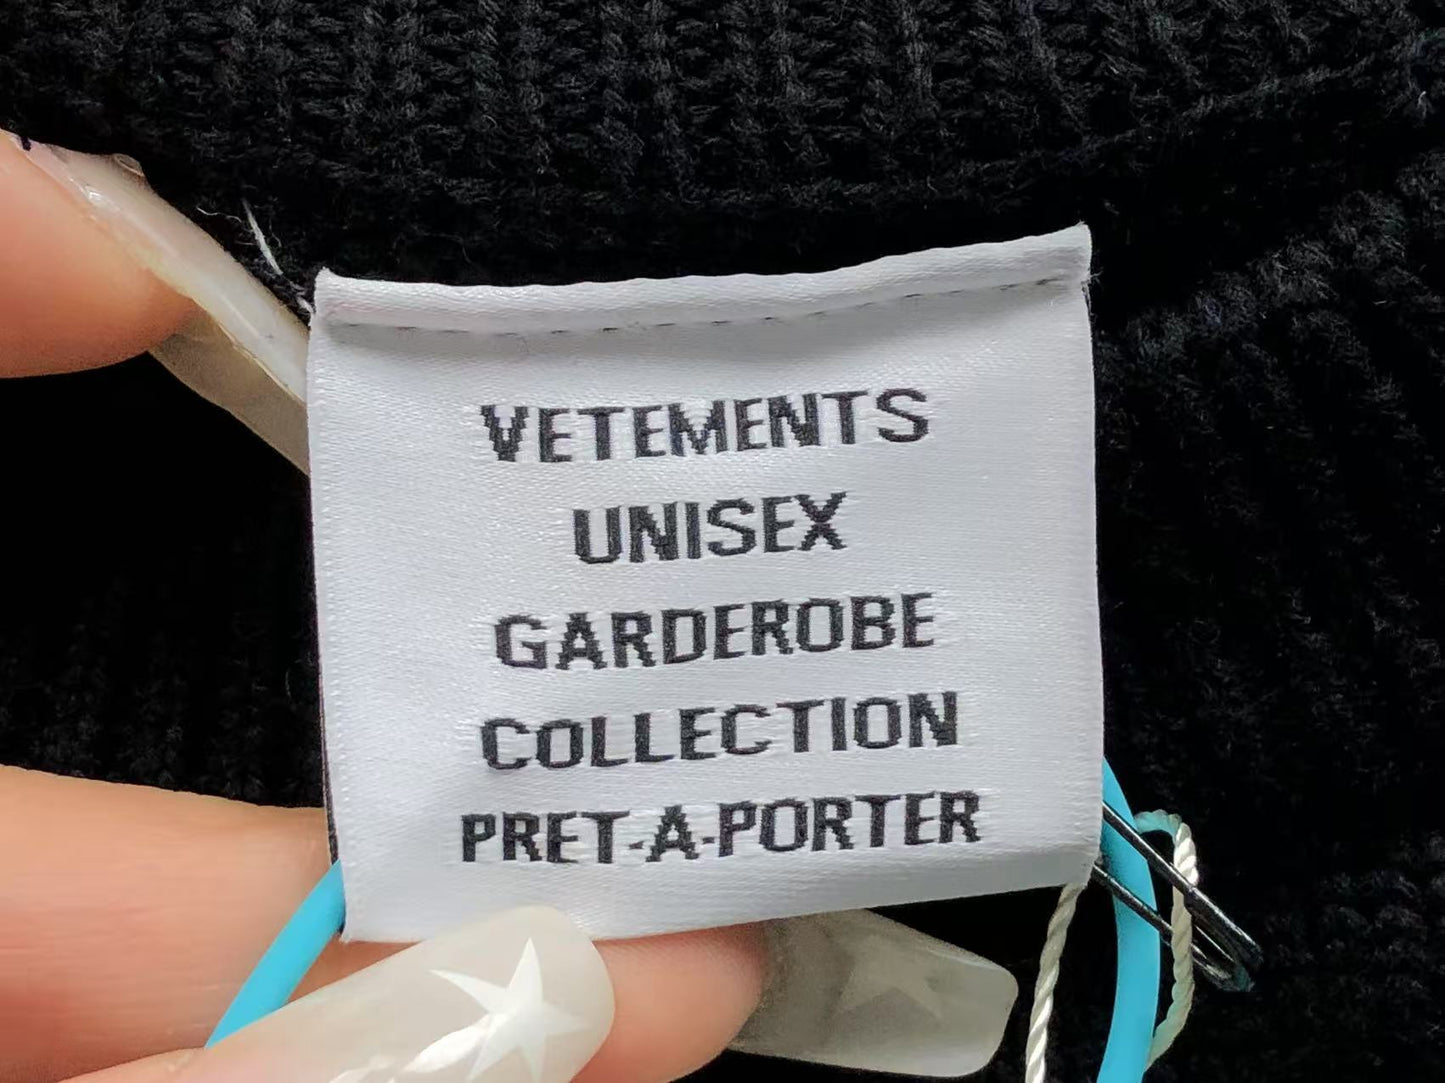 VETEMENTS
UNISEX
GARDEROBE
COLLECTION
PRET-A-PORTER